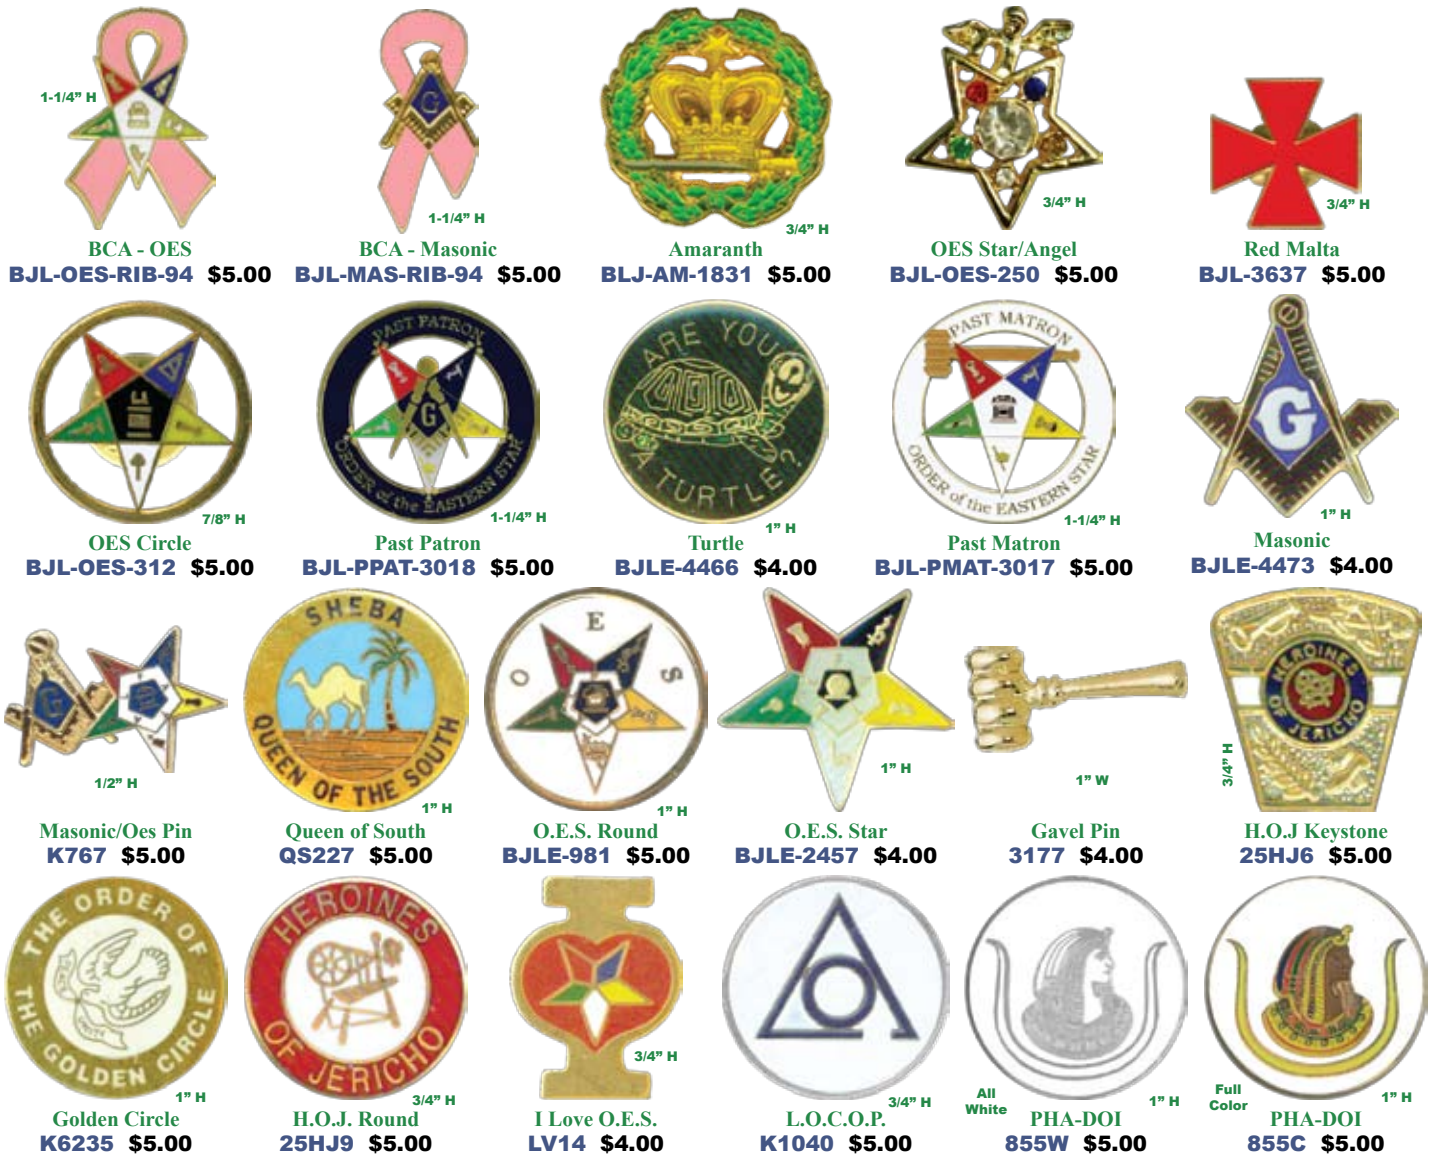 1-1/4" H
BCA - OES
BJL-OES-RIB-94 $5.00
G
1-1/4" H
BCA - Masonic
BJL-MAS-RIB-94 $5.00
3/4" H
Amaranth
BLJ-AM-1831 $5.00
3/4" H
OES Star/Angel
BJL-OES-250 $5.00
3/4" H
Red Malta
BJL-3637 $5.00
7/8" H
OES Circle
BJL-OES-312 $5.00
PAST PATRON
G
ORDER of the EASTERN STAR
1-1/4" H
Past Patron
BJL-PPAT-3018 $5.00
ARE YOU
A TURTLE?
1" H
Turtle
BJLE-4466 $4.00
PAST MATRON
ORDER of the EASTERN STAR
1-1/4" H
Past Matron
BJL-PMAT-3017 $5.00
G
1" H
Masonic
BJLE-4473 $4.00
G
1/2" H
Masonic/Oes Pin
K767 $5.00
SHEBA
QUEEN OF THE SOUTH
1" H
Queen of South
QS227 $5.00
O E S
1" H
O.E.S. Round
BJLE-981 $5.00
1" H
O.E.S. Star
BJLE-2457 $4.00
1" W
Gavel Pin
3177 $4.00
HEROINES
OF JERICHO
3/4" H
H.O.J Keystone
25HJ6 $5.00
THE ORDER OF
THE GOLDEN CIRCLE
1" H
Golden Circle
K6235 $5.00
HEROINES
OF JERICHO
3/4" H
H.O.J. Round
25HJ9 $5.00
I
3/4" H
I Love O.E.S.
LV14 $4.00
3/4" H
L.O.C.O.P.
K1040 $5.00
All
White
1" H
PHA-DOI
855W $5.00
Full
Color
1" H
PHA-DOI
855C $5.00